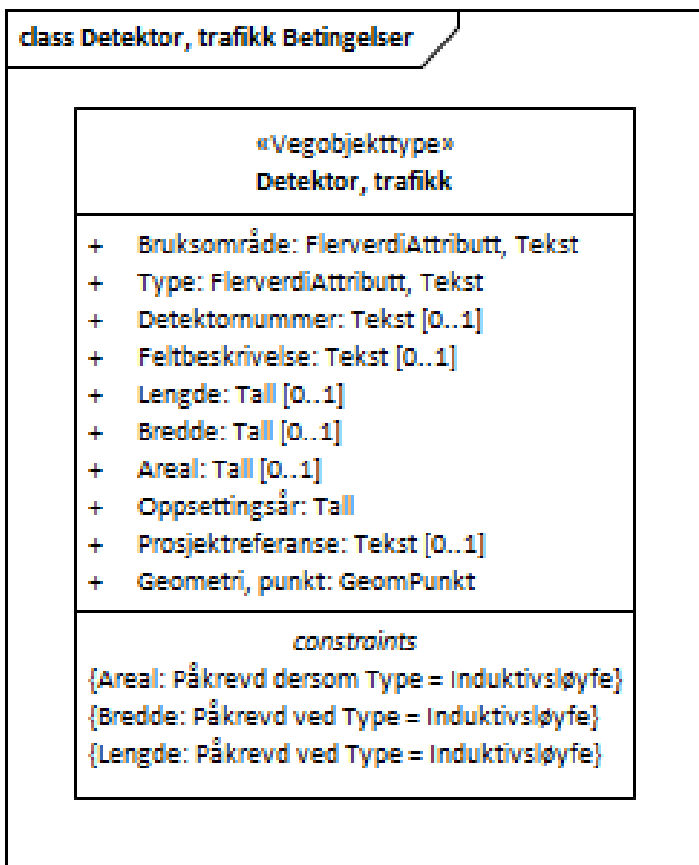 class Detektor, trafikk Betingelser
«Vegobjekttype»
Detektor, trafikk
+ Bruksområde: FlerverdiAttributt, Tekst
+ Type: FlerverdiAttributt, Tekst
+ Detektornummer: Tekst [0..1]
+ Feltbeskrivelse: Tekst [0..1]
+ Lengde: Tall [0..1]
+ Bredde: Tall [0..1]
+ Areal: Tall [0..1]
+ Oppsettingsår: Tall
+ Prosjektreferanse: Tekst [0..1]
+ Geometri, punkt: GeomPunkt
constraints
{Areal: Påkrevd dersom Type = Induktivsløyfe}
{Bredde: Påkrevd ved Type = Induktivsløyfe}
{Lengde: Påkrevd ved Type = Induktivsløyfe}